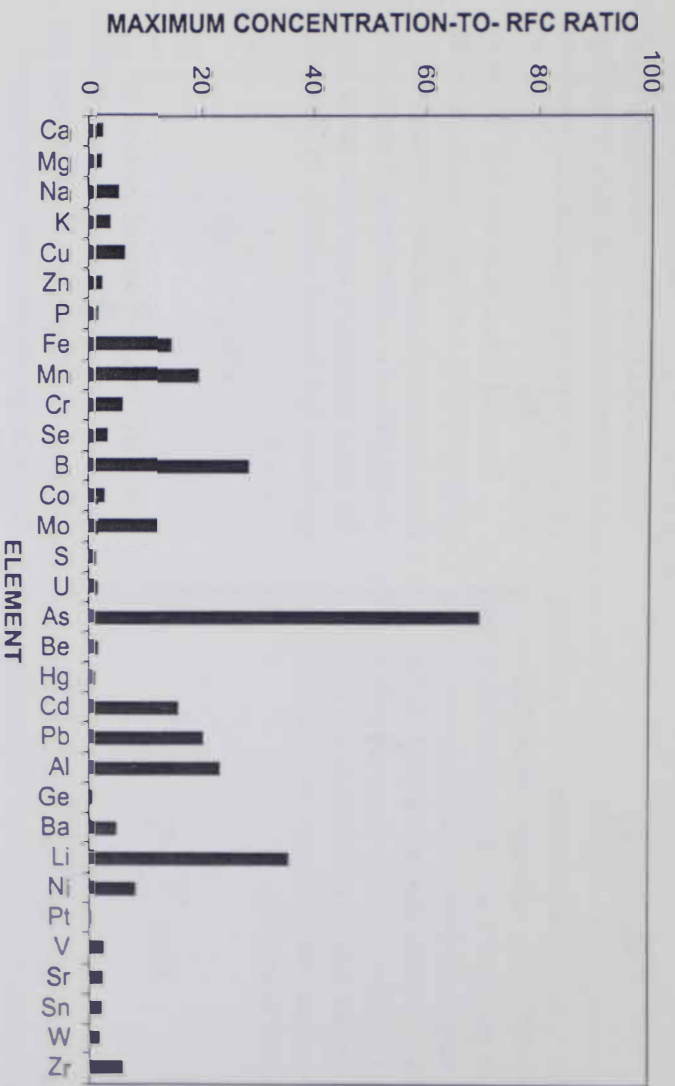 MAXIMUM CONCENTRATION-TO- RFC RATIO
0
20
40
60
80
100
Ca
Mg
Na
K
Cu
Zn
P
Fe
Mn
Cr
Se
B
Co
Mo
S
U
As
Be
Hg
Cd
Pb
Al
Ge
Ba
Li
Ni
Pt
V
Sr
Sn
W
Zr
ELEMENT